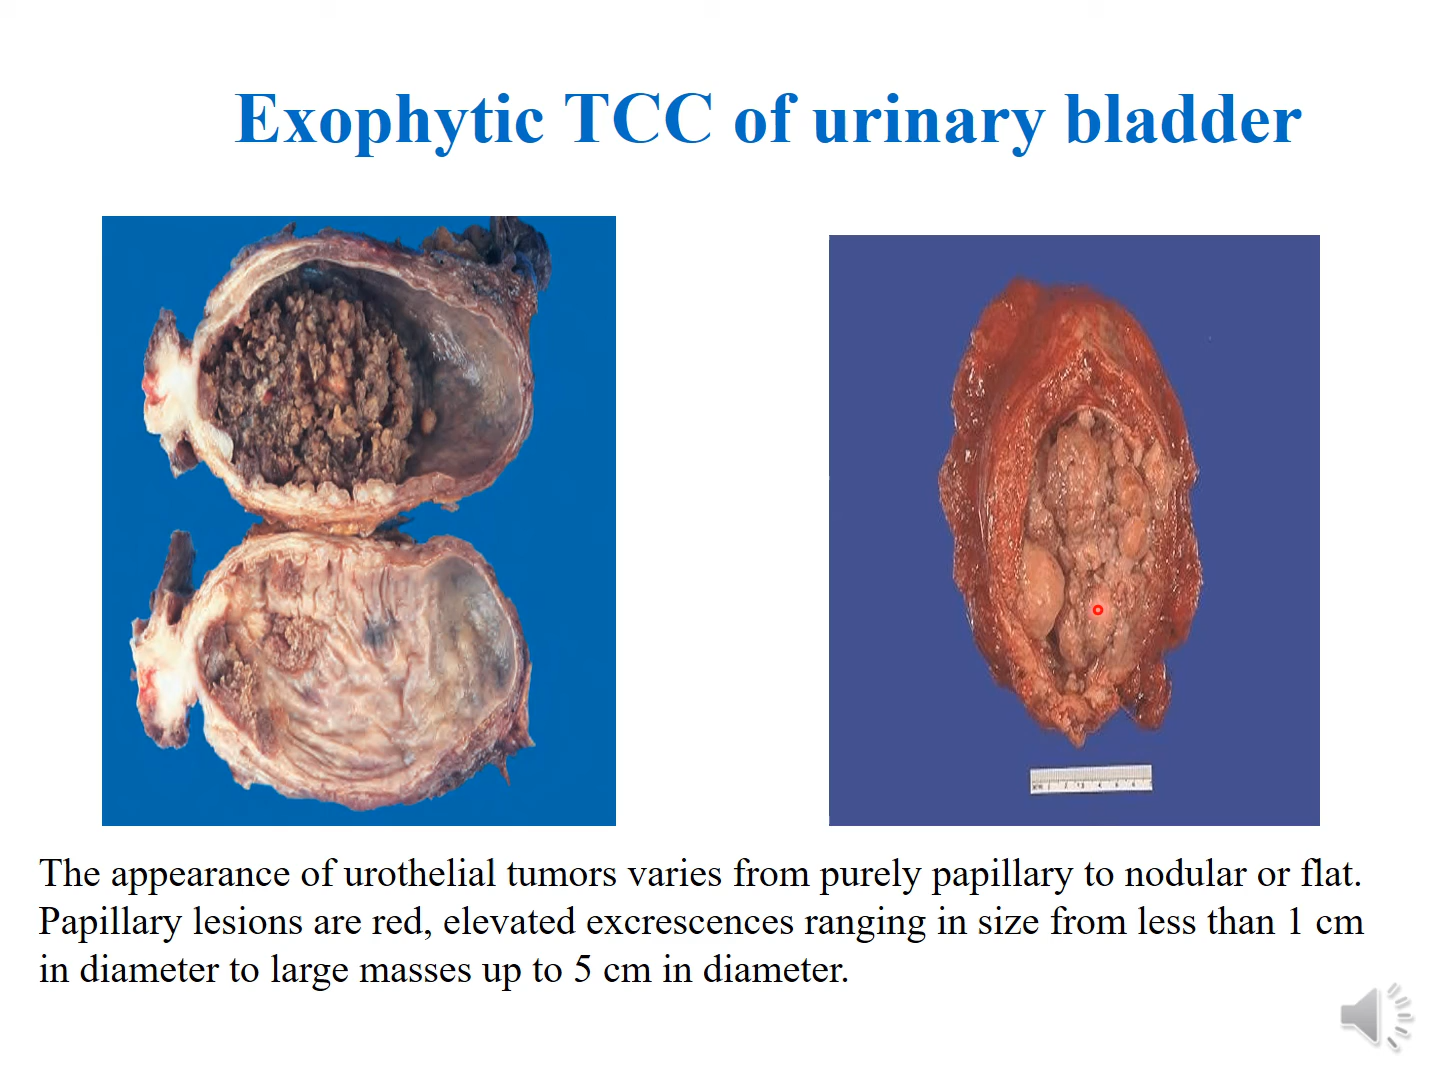 Exophytic TCC of urinary bladder
The appearance of urothelial tumors varies from purely papillary to nodular or flat.
Papillary lesions are red, elevated excrescences ranging in size from less than 1 cm
in diameter to large masses up to 5 cm in diameter.